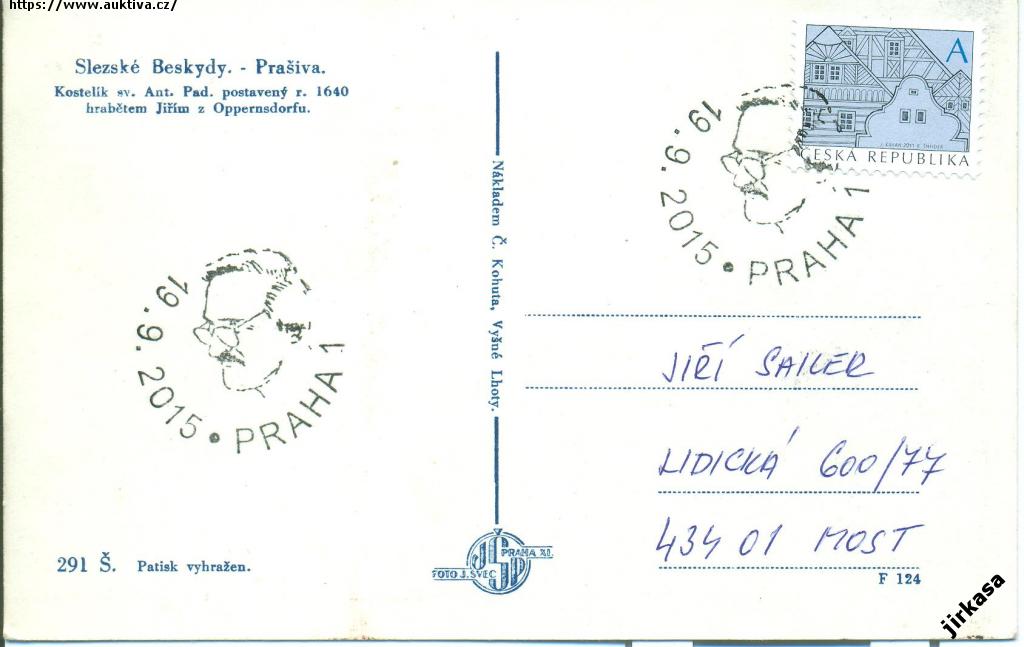 https://www.auktiva.cz/
Slezské Beskydy. - Prašiva.
Kostelík sv. Ant. Pad. postavený r. 1640
hrabětem Jiřím z Oppernsdorfu.
19.9.2015 • PRAHA 1
291 Š. Patisk vyhražen.
Nákladem Č. Kohuta, Vyšné Lhoty.
JŠP
PRAHA XI.
FOTO J. ŠVEC
A
ČESKÁ REPUBLIKA
19.9.2015 • PRAHA 1
JIŘÍ SAILER
LIDICKÁ 600/77
434 01 MOST
F 124
jirkasa